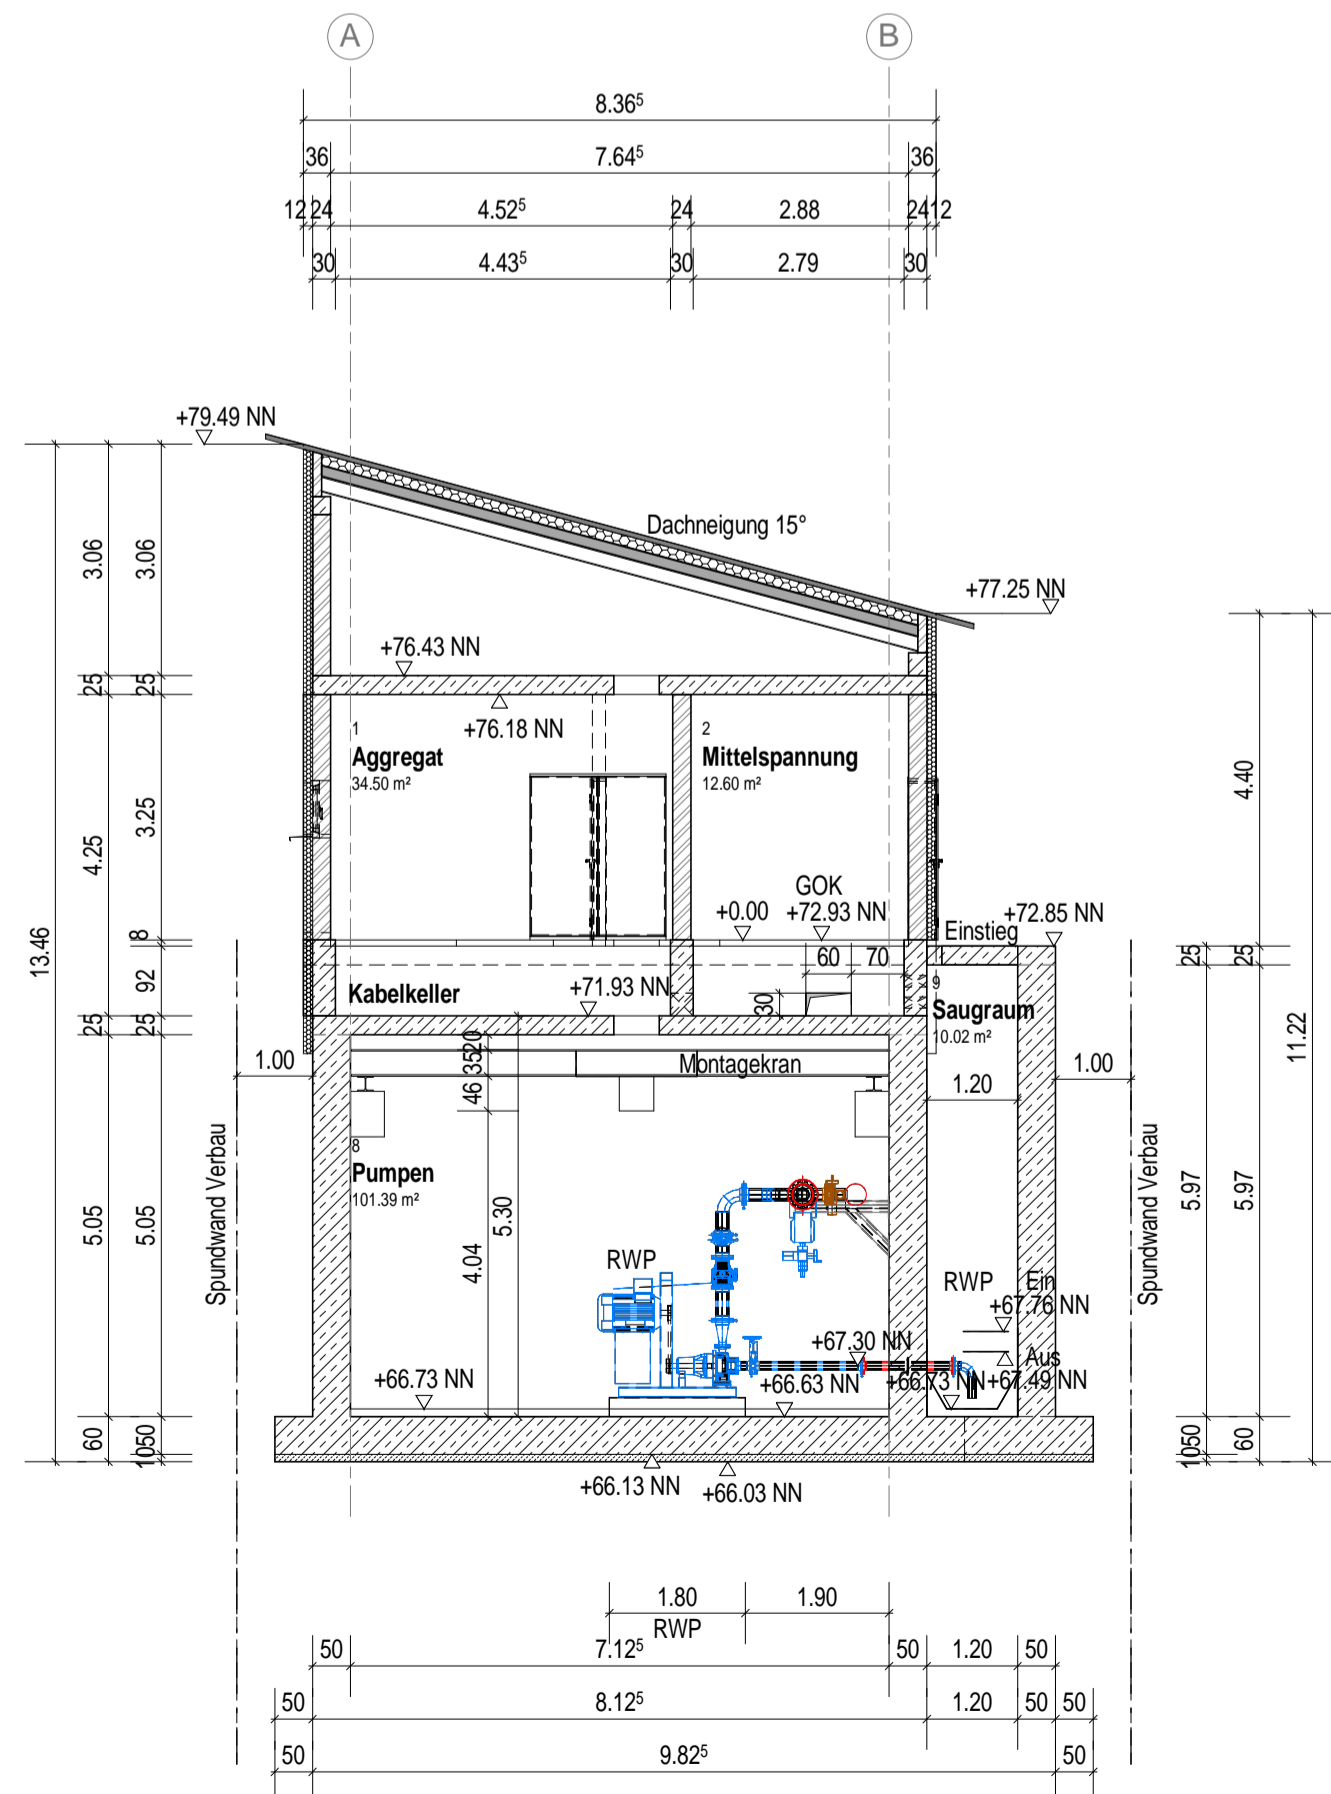 A B
8.36⁵
36 7.64⁵ 36
12 24 4.52⁵ 24 2.88 24 12
30 4.43⁵ 30 2.79 30
+79.49 NN
Dachneigung 15°
+77.25 NN
3.06 3.06
+76.43 NN
25 25
+76.18 NN
1
Aggregat
34.50 m²
2
Mittelspannung
12.60 m²
4.25 3.25
4.40
GOK
+0.00 +72.93 NN
+72.85 NN
Einstieg
13.46
8
92
60 70
25 25
Kabelkeller
+71.93 NN
30
9
Saugraum
10.02 m²
25 25
11.22
20
35
46
Montagekran
1.00
1.00
1.20
8
Pumpen
101.39 m²
Spundwand Verbau
Spundwand Verbau
5.05 5.05
4.04 5.30
5.97 5.97
RWP
RWP
Ein
+67.76 NN
+67.30 NN
Aus
+67.49 NN
+66.73 NN
+66.63 NN
+66.73 NN
60 50
10
50 60
10
+66.13 NN
+66.03 NN
1.80 1.90
RWP
50 7.12⁵ 50 1.20 50
50 8.12⁵ 1.20 50 50
50 9.82⁵ 50